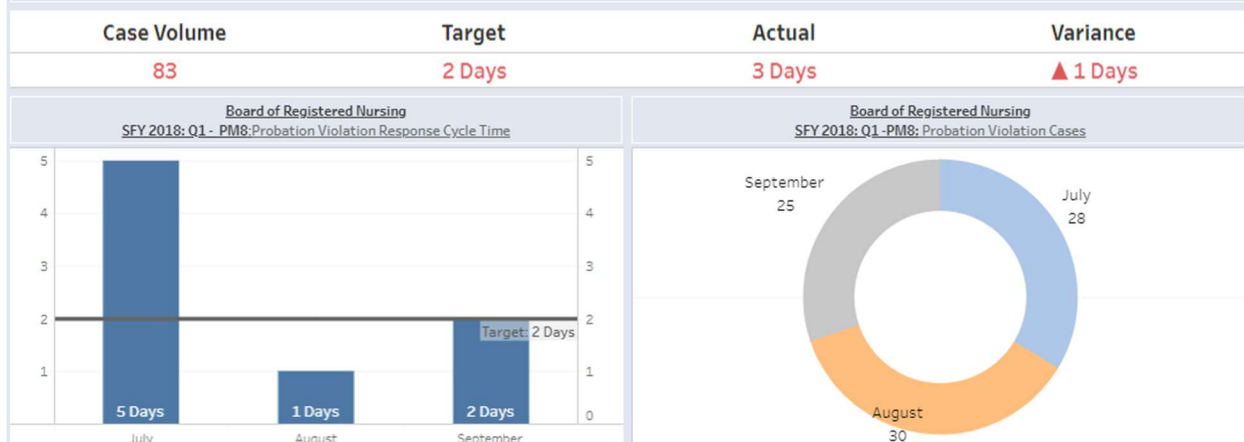 Case Volume Target Actual Variance
83 2 Days 3 Days ▲ 1 Days
Board of Registered Nursing
SFY 2018: Q1 - PM8:Probation Violation Response Cycle Time
5 5
4 4
3 3
2 2
Target: 2 Days
1 1
5 Days 1 Days 2 Days 0
July August September
Board of Registered Nursing
SFY 2018: Q1 -PM8: Probation Violation Cases
September
25
July
28
August
30